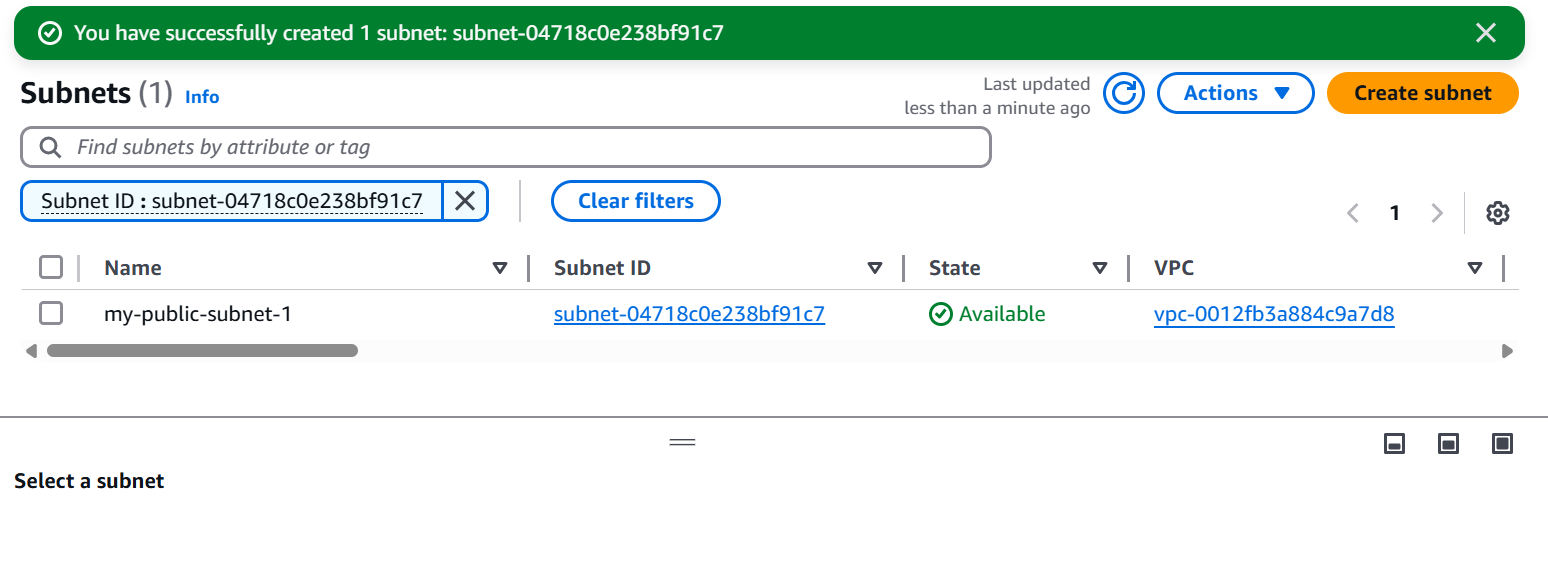 You have successfully created 1 subnet: subnet-04718c0e238bf91c7
Subnets (1) Info
Last updated
less than a minute ago
Actions
Create subnet
Find subnets by attribute or tag
Subnet ID : subnet-04718c0e238bf91c7
Clear filters
1
Name Subnet ID State VPC
my-public-subnet-1 subnet-04718c0e238bf91c7 Available vpc-0012fb3a884c9a7d8
Select a subnet